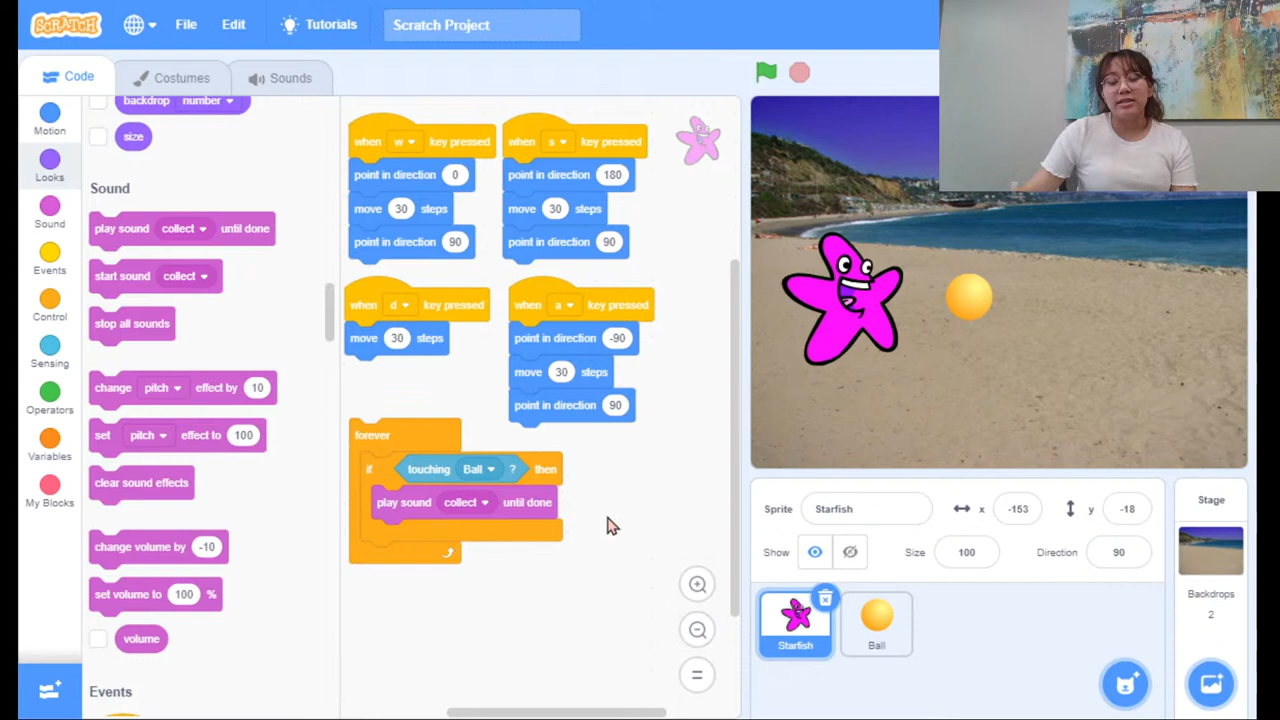 SCRATCH
File
Edit
Tutorials
Scratch Project
Code
Costumes
Sounds
Motion
Looks
Sound
Events
Control
Sensing
Operators
Variables
My Blocks
backdrop number
size
Sound
play sound collect until done
start sound collect
stop all sounds
change pitch effect by 10
set pitch effect to 100
clear sound effects
change volume by -10
set volume to 100 %
volume
Events
when w key pressed
point in direction 0
move 30 steps
point in direction 90
when s key pressed
point in direction 180
move 30 steps
point in direction 90
when d key pressed
move 30 steps
when a key pressed
point in direction -90
move 30 steps
point in direction 90
forever
if touching Ball ? then
play sound collect until done
Sprite Starfish x -153 y -18
Show Size 100 Direction 90
Starfish
Ball
Stage
Backdrops
2